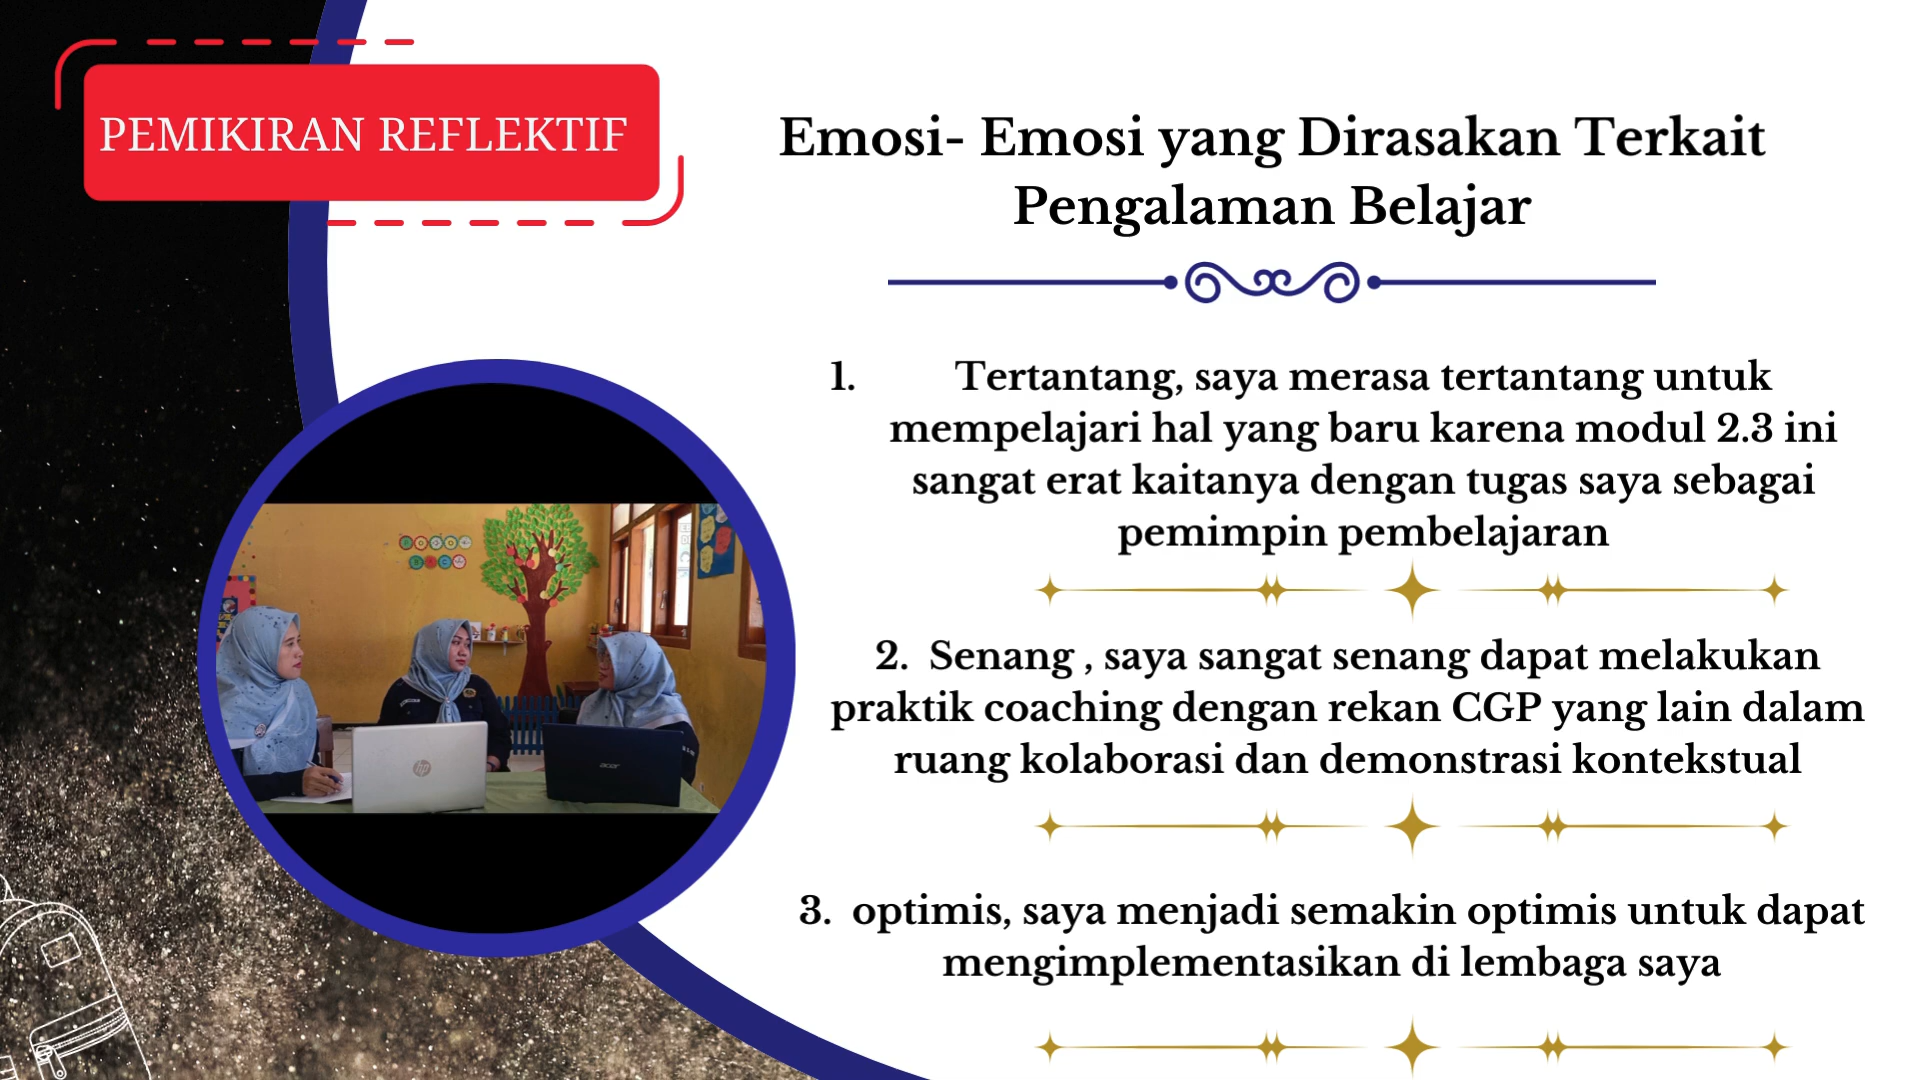 PEMIKIRAN REFLEKTIF
Emosi- Emosi yang Dirasakan Terkait
Pengalaman Belajar
1. Tertantang, saya merasa tertantang untuk
mempelajari hal yang baru karena modul 2.3 ini
sangat erat kaitanya dengan tugas saya sebagai
pemimpin pembelajaran
2. Senang , saya sangat senang dapat melakukan
praktik coaching dengan rekan CGP yang lain dalam
ruang kolaborasi dan demonstrasi kontekstual
3. optimis, saya menjadi semakin optimis untuk dapat
mengimplementasikan di lembaga saya
hp
acer